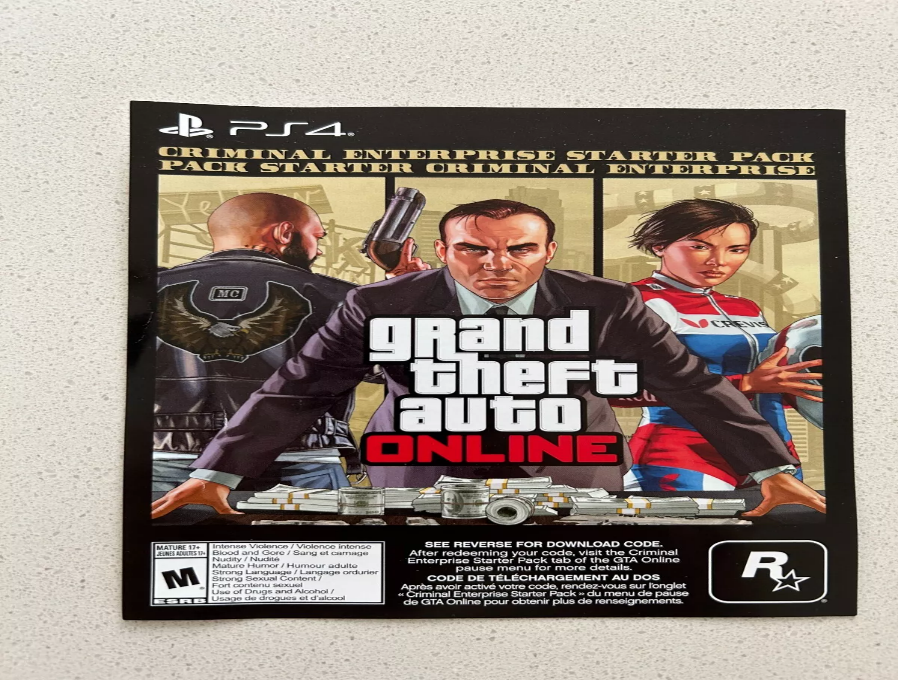 PS4
CRIMINAL ENTERPRISE STARTER PACK
PACK STARTER CRIMINAL ENTERPRISE
MC
CREVIS
grand
theft
auto
ONLINE
MATURE 17+
JEUNES ADULTES 17+
M
ESRB
Intense Violence / Violence intense
Blood and Gore / Sang et carnage
Nudity / Nudité
Mature Humor / Humour adulte
Strong Language / Langage ordurier
Strong Sexual Content /
Fort contenu sexuel
Use of Drugs and Alcohol /
Usage de drogues et d'alcool
SEE REVERSE FOR DOWNLOAD CODE.
After redeeming your code, visit the Criminal
Enterprise Starter Pack tab of the GTA Online
pause menu for more details.
CODE DE TÉLÉCHARGEMENT AU DOS
Après avoir activé votre code, rendez-vous sur l'onglet
« Criminal Enterprise Starter Pack » du menu de pause
de GTA Online pour obtenir plus de renseignements.
R